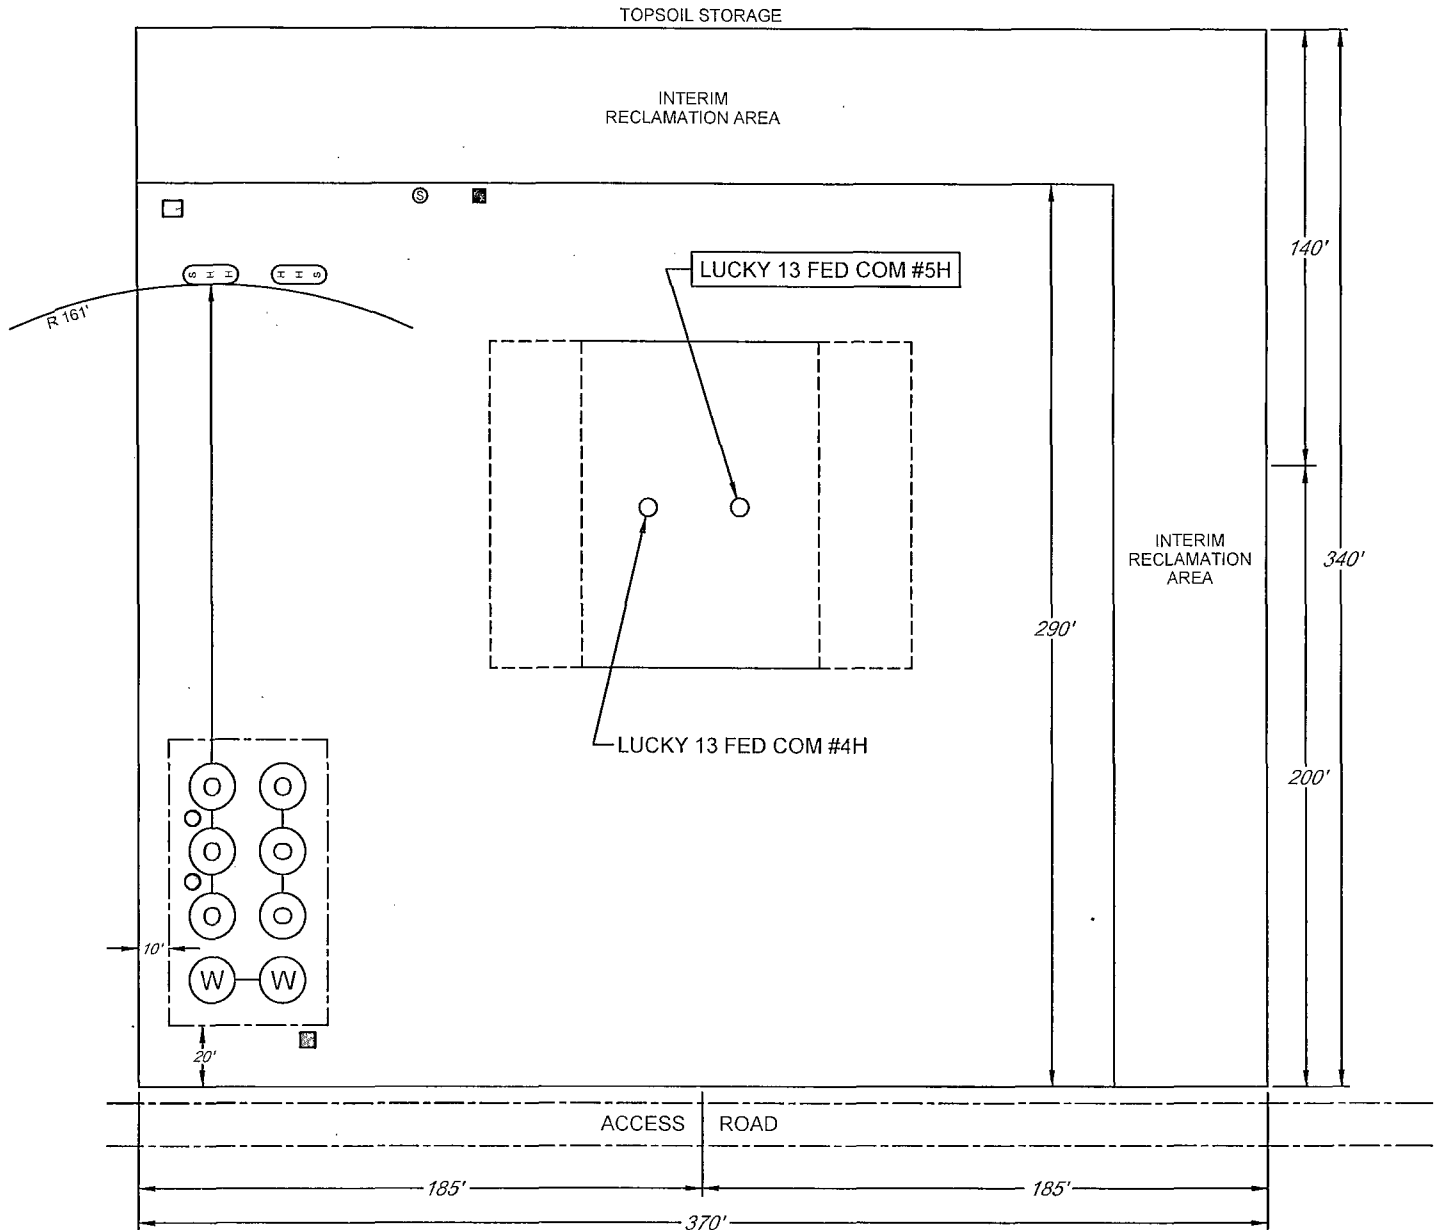 TOPSOIL STORAGE
INTERIM
RECLAMATION AREA
S
S H H
H H S
R 161'
LUCKY 13 FED COM #5H
140'
INTERIM
RECLAMATION
AREA
340'
290'
LUCKY 13 FED COM #4H
200'
O O
O O
O O
10'
W W
20'
ACCESS ROAD
185' 185'
370'